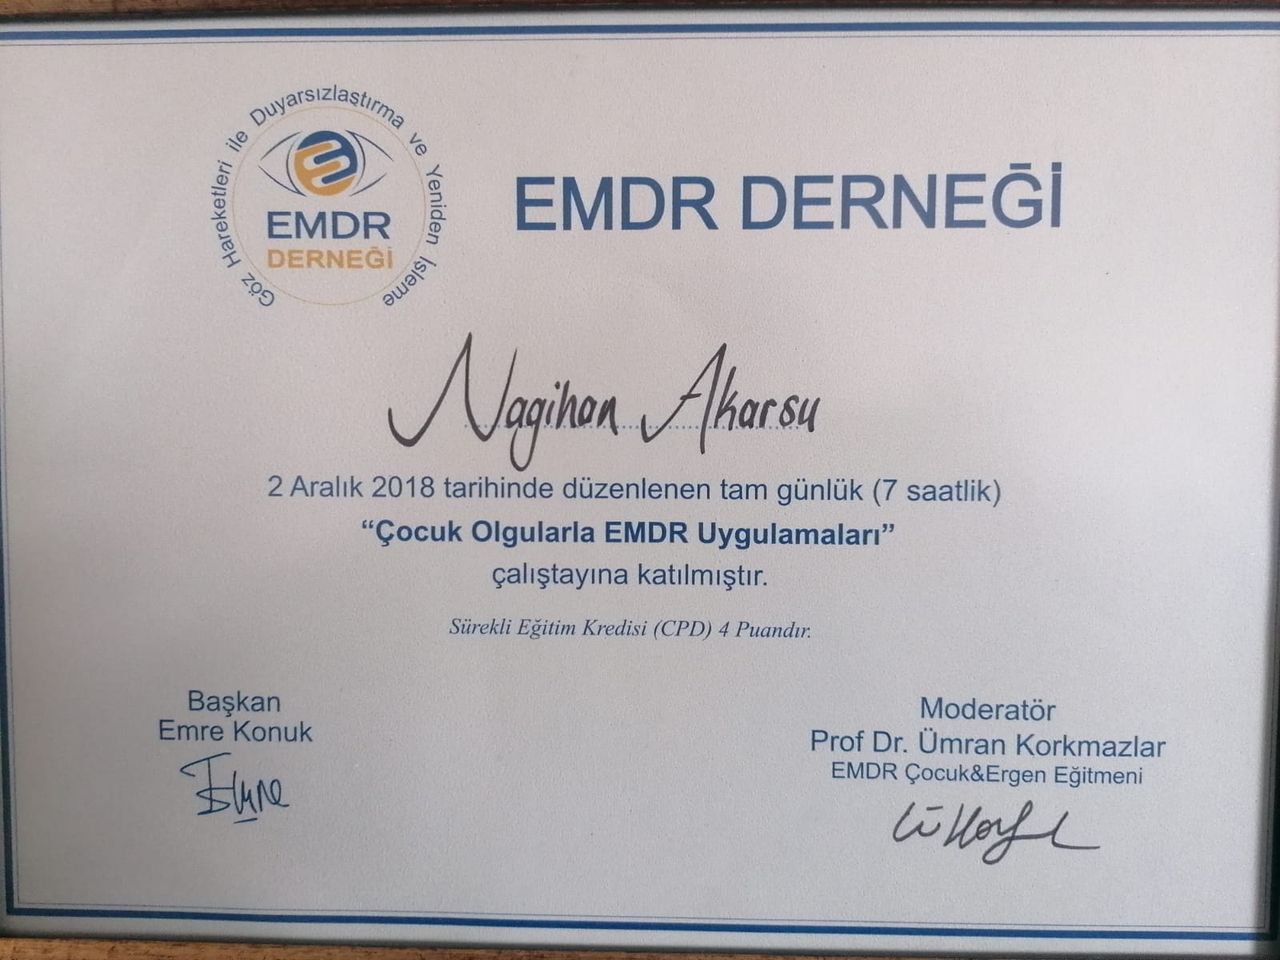 Göz Hareketleri ile Duyarsızlaştırma ve Yeniden İşleme
EMDR
DERNEĞİ
EMDR DERNEĞİ
Nagihan Akarsu
2 Aralık 2018 tarihinde düzenlenen tam günlük (7 saatlik)
“Çocuk Olgularla EMDR Uygulamaları”
çalıştayına katılmıştır.
Sürekli Eğitim Kredisi (CPD) 4 Puandır.
Başkan
Emre Konuk
Emre
Moderatör
Prof Dr. Ümran Korkmazlar
EMDR Çocuk&Ergen Eğitmeni